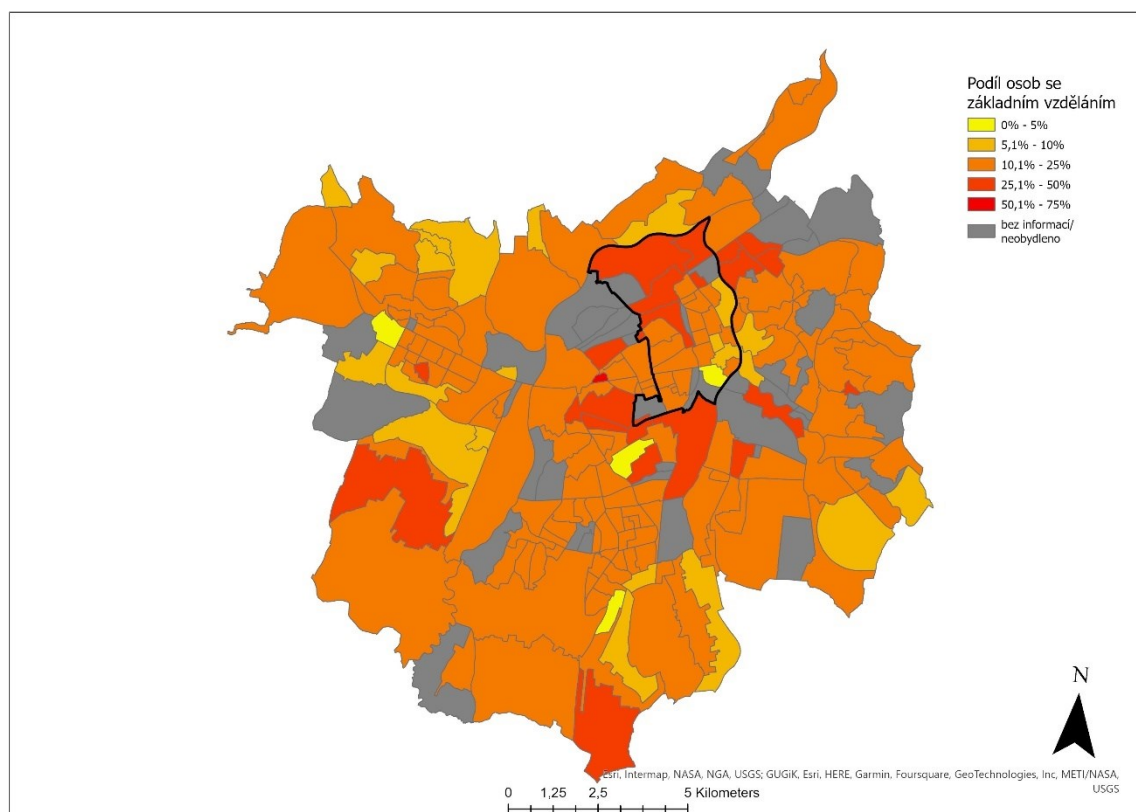 Podíl osob se
základním vzděláním
0% - 5%
5,1% - 10%
10,1% - 25%
25,1% - 50%
50,1% - 75%
bez informací/
neobydleno
N
Esri, Intermap, NASA, NGA, USGS; GUGiK, Esri, HERE, Garmin, Foursquare, GeoTechnologies, Inc, METI/NASA,
USGS
0 1,25 2,5 5 Kilometers